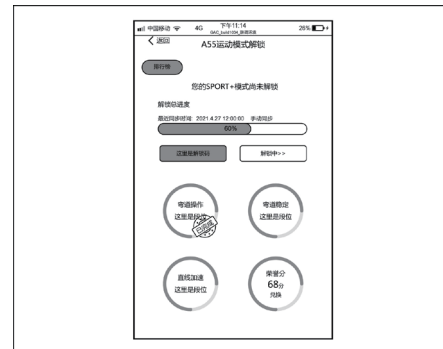 中国移动 4G 下午11:14 26%
返回
A55运动模式解锁
排行榜
您的SPORT+模式尚未解锁
解锁总进度
最近同步时间: 2021.4.27 12:00:00 手动同步
60%
这里是解锁码 解锁中>>
弯道操作
这里是段位
已完成
弯道稳定
这里是段位
直线加速
这里是段位
荣誉分
68分
兑换